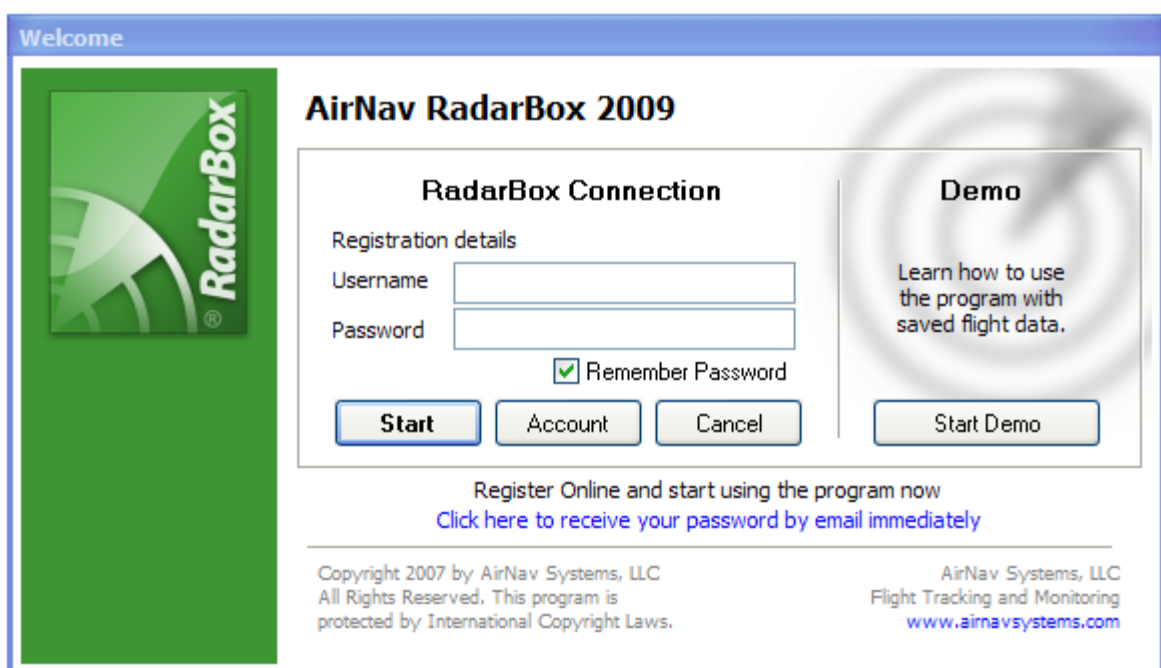 Welcome
RadarBox
®
AirNav RadarBox 2009
RadarBox Connection
Registration details
Username
Password
Remember Password
Start
Account
Cancel
Demo
Learn how to use
the program with
saved flight data.
Start Demo
Register Online and start using the program now
Click here to receive your password by email immediately
Copyright 2007 by AirNav Systems, LLC
All Rights Reserved. This program is
protected by International Copyright Laws.
AirNav Systems, LLC
Flight Tracking and Monitoring
www.airnavsystems.com